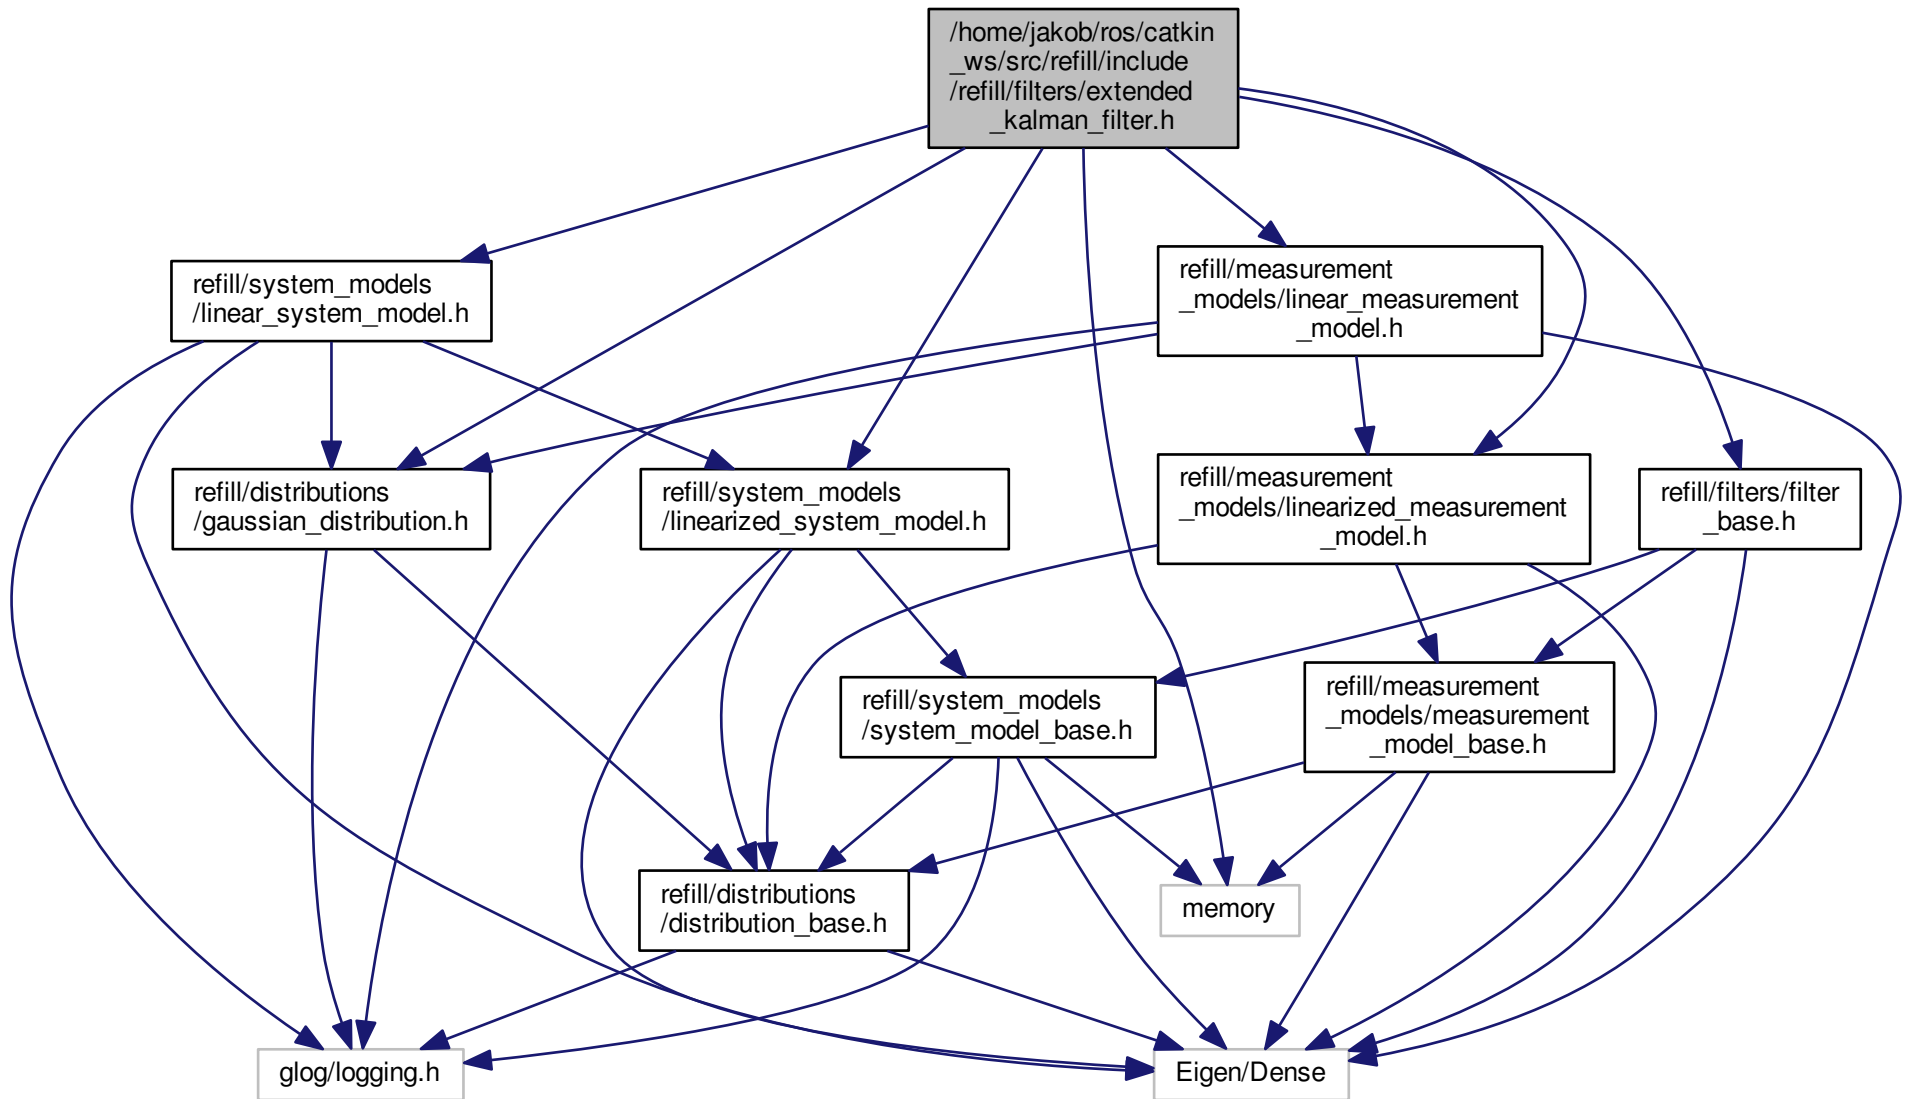 /home/jakob/ros/catkin
_ws/src/refill/include
/refill/filters/extended
_kalman_filter.h
refill/system_models
/linear_system_model.h
refill/measurement
_models/linear_measurement
_model.h
refill/distributions
/gaussian_distribution.h
refill/system_models
/linearized_system_model.h
refill/measurement
_models/linearized_measurement
_model.h
refill/filters/filter
_base.h
refill/system_models
/system_model_base.h
refill/measurement
_models/measurement
_model_base.h
refill/distributions
/distribution_base.h
memory
glog/logging.h
Eigen/Dense